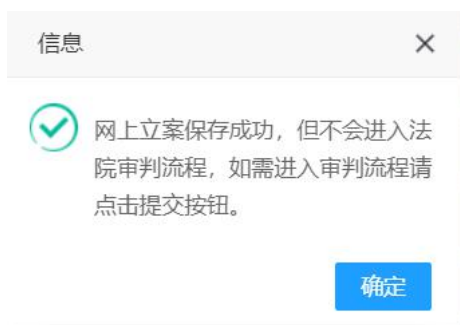 信息
网上立案保存成功，但不会进入法
院审判流程，如需进入审判流程请
点击提交按钮。
确定